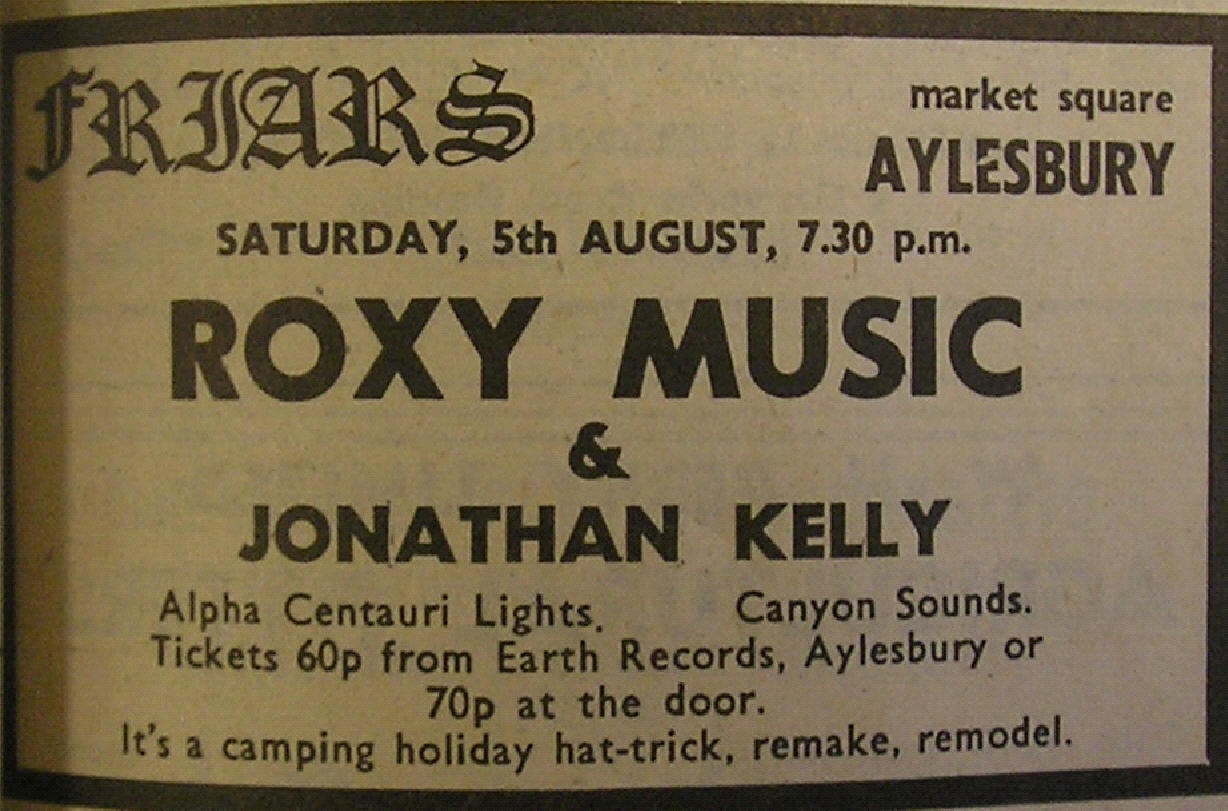 FRIARS
market square
AYLESBURY
SATURDAY, 5th AUGUST, 7.30 p.m.
ROXY MUSIC
&
JONATHAN KELLY
Alpha Centauri Lights. Canyon Sounds.
Tickets 60p from Earth Records, Aylesbury or
70p at the door.
It's a camping holiday hat-trick, remake, remodel.